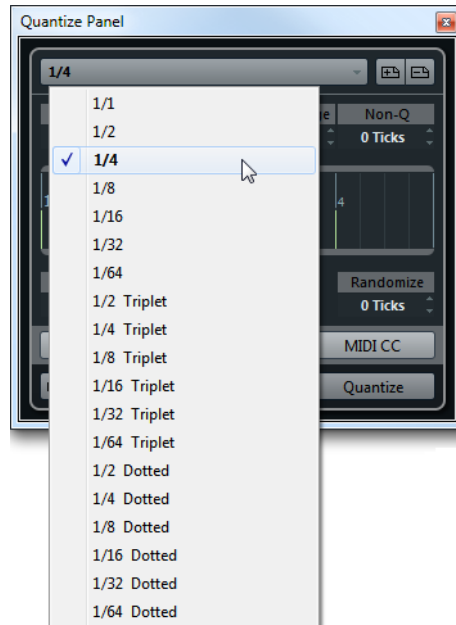 Quantize Panel
1/4
1/1
1/2
1/4
1/8
1/16
1/32
1/64
1/2 Triplet
1/4 Triplet
1/8 Triplet
1/16 Triplet
1/32 Triplet
1/64 Triplet
1/2 Dotted
1/4 Dotted
1/8 Dotted
1/16 Dotted
1/32 Dotted
1/64 Dotted
Non-Q
0 Ticks
4
Randomize
0 Ticks
MIDI CC
Quantize